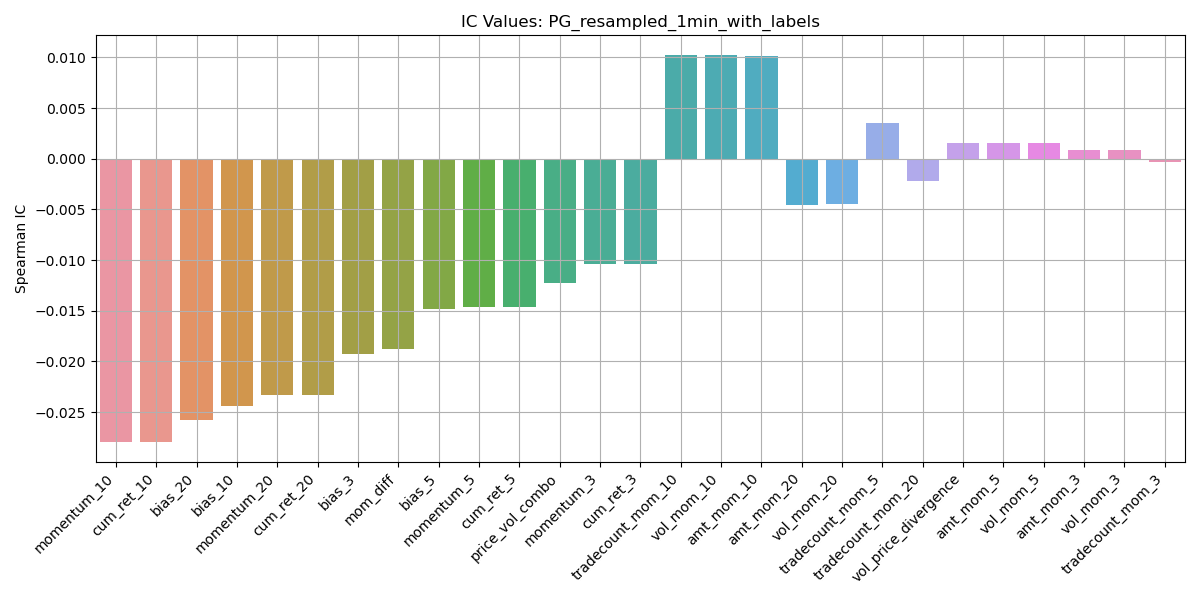 IC Values: PG_resampled_1min_with_labels
Spearman IC
0.010
0.005
0.000
−0.005
−0.010
−0.015
−0.020
−0.025
momentum_10
cum_ret_10
bias_20
bias_10
momentum_20
cum_ret_20
bias_3
mom_diff
bias_5
momentum_5
cum_ret_5
price_vol_combo
momentum_3
cum_ret_3
tradecount_mom_10
vol_mom_10
amt_mom_10
amt_mom_20
vol_mom_20
tradecount_mom_5
tradecount_mom_20
vol_price_divergence
amt_mom_5
vol_mom_5
amt_mom_3
vol_mom_3
tradecount_mom_3